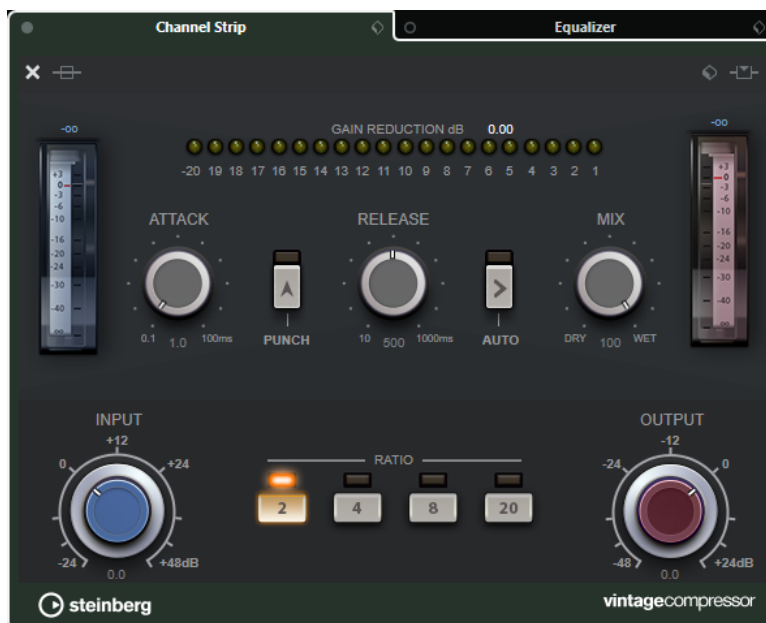 Channel Strip
Equalizer
-oo
GAIN REDUCTION dB 0.00
-oo
-20 19 18 17 16 15 14 13 12 11 10 9 8 7 6 5 4 3 2 1
+3
0
-3
-6
-10
-16
-20
-24
-30
-40
oo
+3
0
-3
-6
-10
-16
-20
-24
-30
-40
oo
ATTACK
RELEASE
MIX
0.1 1.0 100ms
PUNCH
10 500 1000ms
AUTO
DRY 100 WET
INPUT
+12
0
+24
-24
+48dB
0.0
RATIO
2 4 8 20
OUTPUT
-12
-24
0
-48
+24dB
0.0
steinberg
vintagecompressor